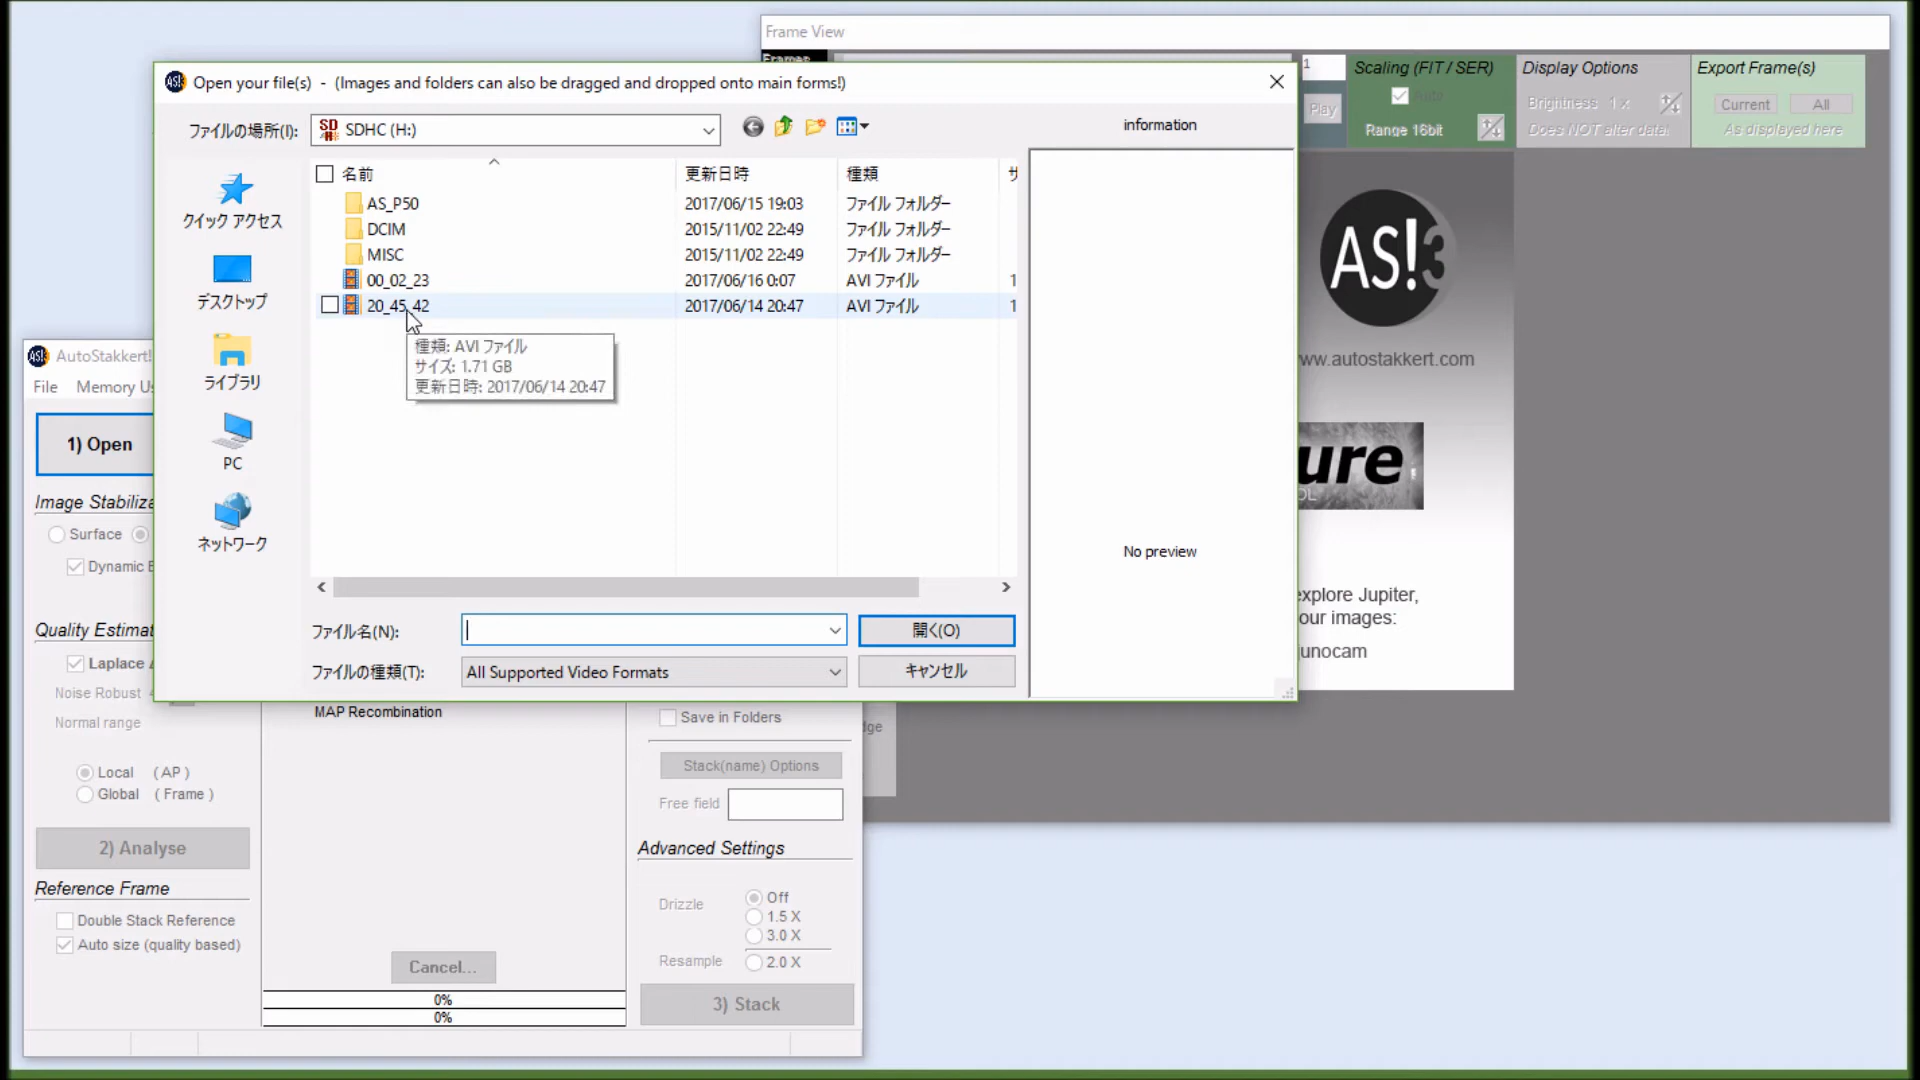 Frame View
Frames
1
Play
Scaling (FIT / SER)
Auto
Range 16bit
Display Options
Brightness 1 x
Does NOT alter data!
Export Frame(s)
Current
All
As displayed here
AS!3
www.autostakkert.com
ure
explore Jupiter,
our images:
unocam
Open your file(s) - (Images and folders can also be dragged and dropped onto main forms!)
ファイルの場所(I):
SDHC (H:)
information
名前
更新日時
種類
サ
AS_P50
2017/06/15 19:03
ファイル フォルダー
DCIM
2015/11/02 22:49
ファイル フォルダー
MISC
2015/11/02 22:49
ファイル フォルダー
00_02_23
2017/06/16 0:07
AVI ファイル
1
20_45_42
2017/06/14 20:47
AVI ファイル
1
種類: AVI ファイル
サイズ: 1.71 GB
更新日時: 2017/06/14 20:47
クイック アクセス
デスクトップ
ライブラリ
PC
ネットワーク
No preview
ファイル名(N):
開く(O)
ファイルの種類(T):
All Supported Video Formats
キャンセル
AutoStakkert!
File
Memory Us
1) Open
Image Stabiliza
Surface
Dynamic B
Quality Estimat
Laplace
Noise Robust
Normal range
Local ( AP )
Global ( Frame )
2) Analyse
Reference Frame
Double Stack Reference
Auto size (quality based)
MAP Recombination
Cancel...
0%
0%
Save in Folders
Stack(name) Options
Free field
Advanced Settings
Drizzle
Off
1.5 X
3.0 X
Resample
2.0 X
3) Stack
dge